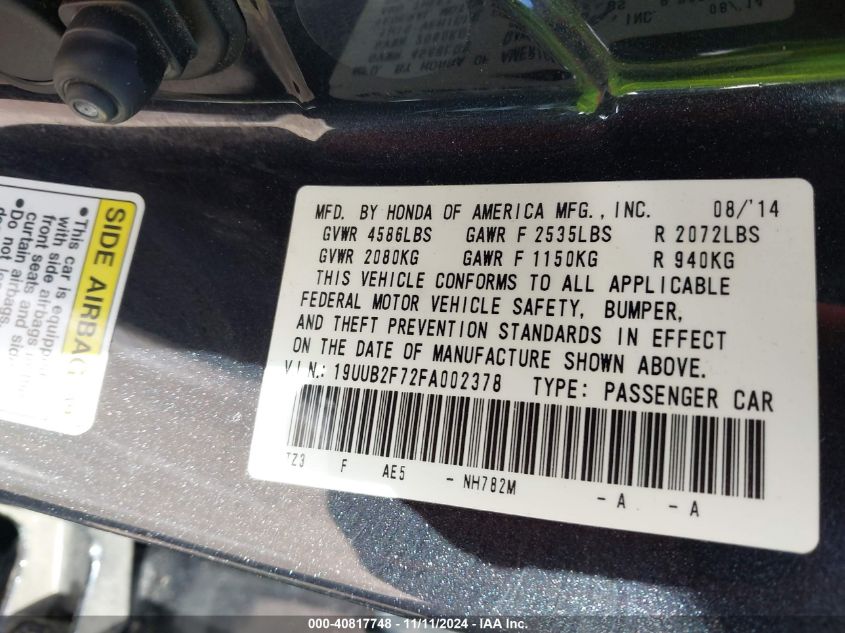 MFD. BY HONDA OF AMERICA MFG., INC. 08/'14
GVWR 4586LBS GAWR F 2535LBS R 2072LBS
GVWR 2080KG GAWR F 1150KG R 940KG
THIS VEHICLE CONFORMS TO ALL APPLICABLE
FEDERAL MOTOR VEHICLE SAFETY, BUMPER,
AND THEFT PREVENTION STANDARDS IN EFFECT
ON THE DATE OF MANUFACTURE SHOWN ABOVE.
V I N.: 19UUB2F72FA002378 TYPE: PASSENGER CAR
TZ3 F AE5 - NH782M - A - A
SIDE AIRBAG
•This car is
with side
front side airbags
curtain
•Do not
000-40817748 - 11/11/2024 - IAA Inc.